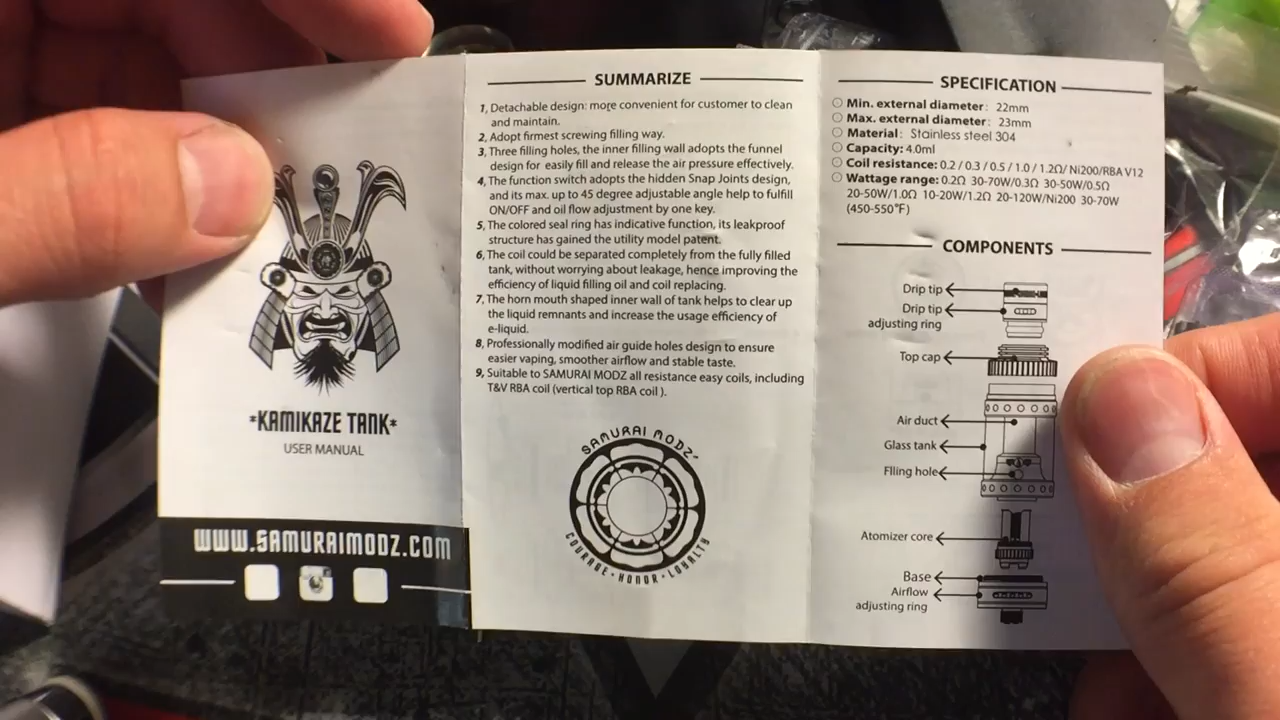 *KAMIKAZE TANK*
USER MANUAL
WWW.SAMURAIMODZ.COM
SUMMARIZE
1, Detachable design: more convenient for customer to clean
and maintain.
2, Adopt firmest screwing filling way.
3, Three filling holes, the inner filling wall adopts the funnel
design for easily fill and release the air pressure effectively.
4, The function switch adopts the hidden Snap Joints design,
and its max. up to 45 degree adjustable angle help to fulfill
ON/OFF and oil flow adjustment by one key.
5, The colored seal ring has indicative function, its leakproof
structure has gained the utility model patent.
6, The coil could be separated completely from the fully filled
tank, without worrying about leakage, hence improving the
efficiency of liquid filling oil and coil replacing.
7, The horn mouth shaped inner wall of tank helps to clear up
the liquid remnants and increase the usage efficiency of
e-liquid.
8, Professionally modified air guide holes design to ensure
easier vaping, smoother airflow and stable taste.
9, Suitable to SAMURAI MODZ all resistance easy coils, including
T&V RBA coil (vertical top RBA coil ).
SAMURAI MODZ
COURAGE · HONOR · LOYALTY
SPECIFICATION
Min. external diameter: 22mm
Max. external diameter: 23mm
Material: Stainless steel 304
Capacity: 4.0ml
Coil resistance: 0.2 / 0.3 / 0.5 / 1.0 / 1.2Ω/ Ni200/RBA V12
Wattage range: 0.2Ω 30-70W/0.3Ω 30-50W/0.5Ω
20-50W/1.0Ω 10-20W/1.2Ω 20-120W/Ni200 30-70W
(450-550°F)
COMPONENTS
Drip tip
Drip tip
adjusting ring
Top cap
Air duct
Glass tank
Flling hole
Atomizer core
Base
Airflow
adjusting ring